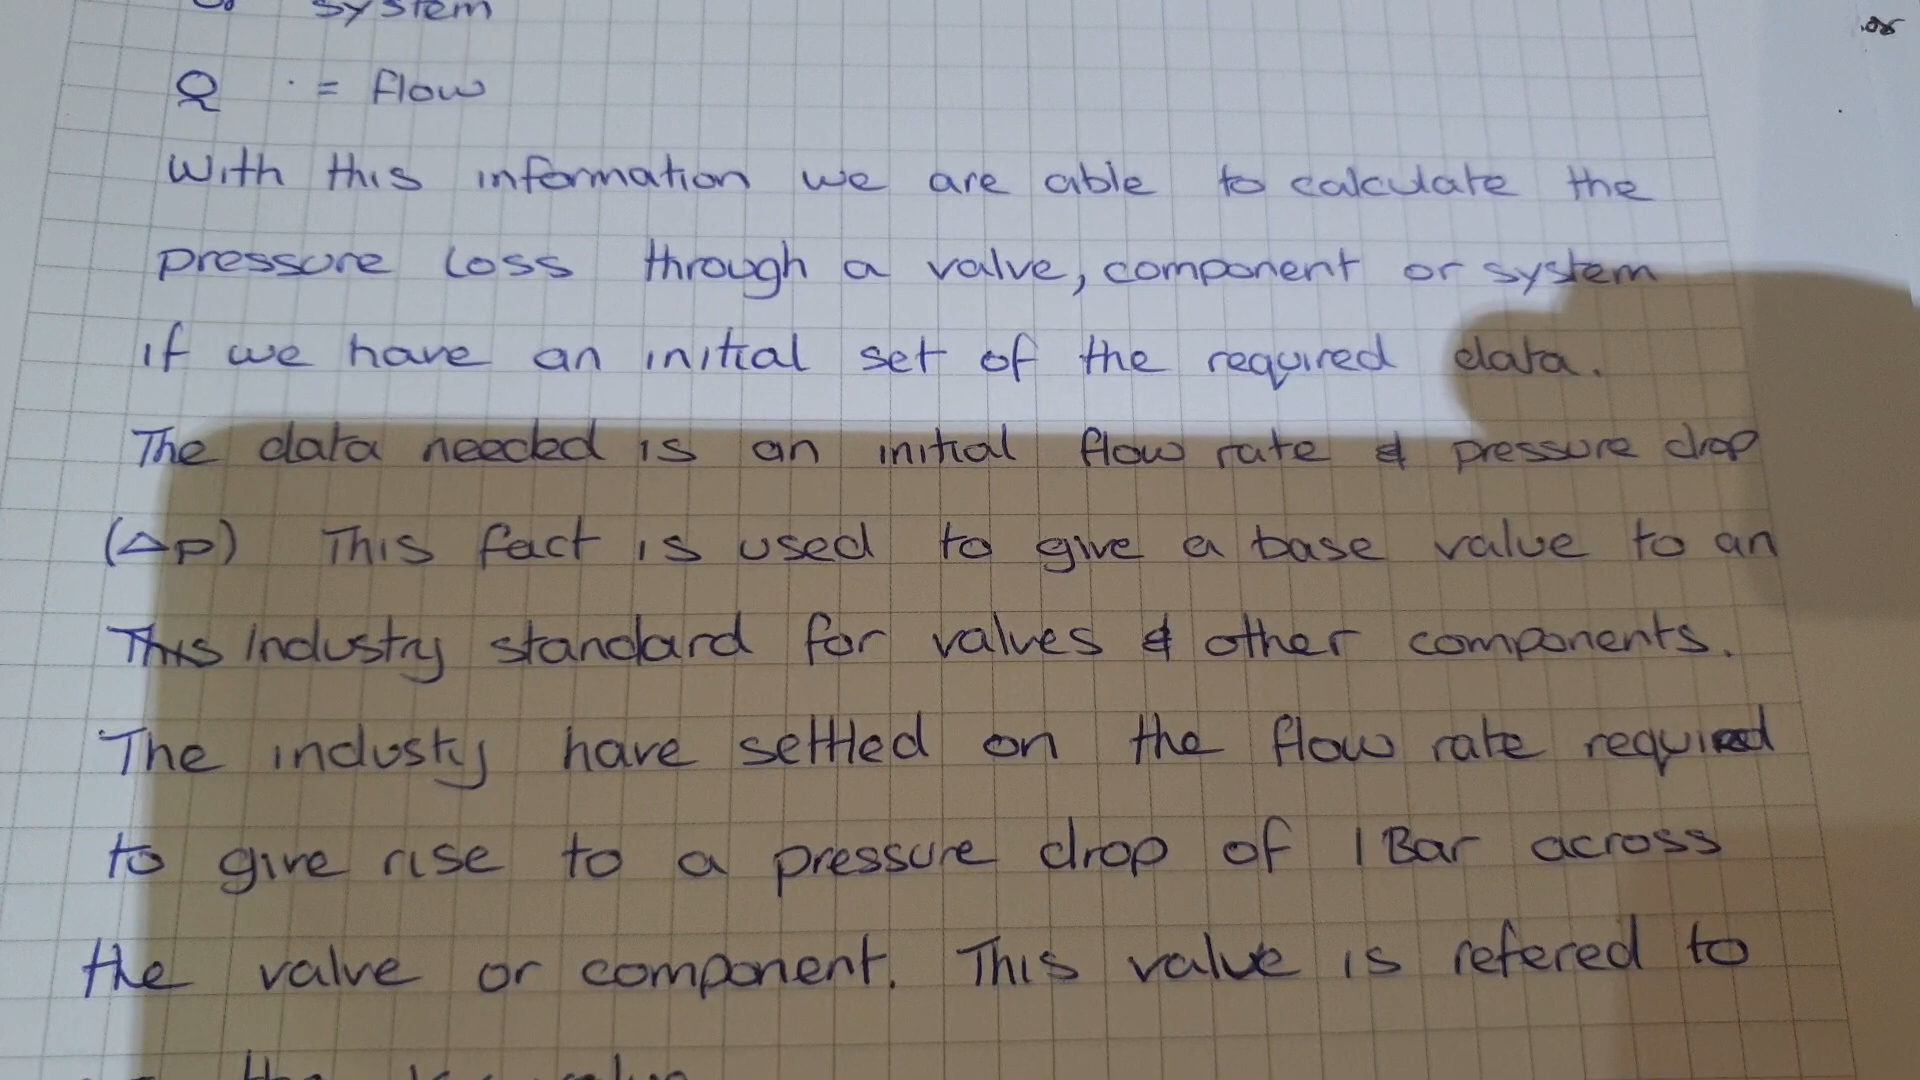 system
Q . = flow
With this information we are able to calculate the
pressure loss through a valve, component or system
if we have an initial set of the required data.
The data needed is an initial flow rate & pressure drop
(Δp) This fact is used to give a base value to an
This industry standard for valves & other components.
The industy have settled on the flow rate required
to give rise to a pressure drop of 1 Bar across
the valve or component. This value is refered to
the